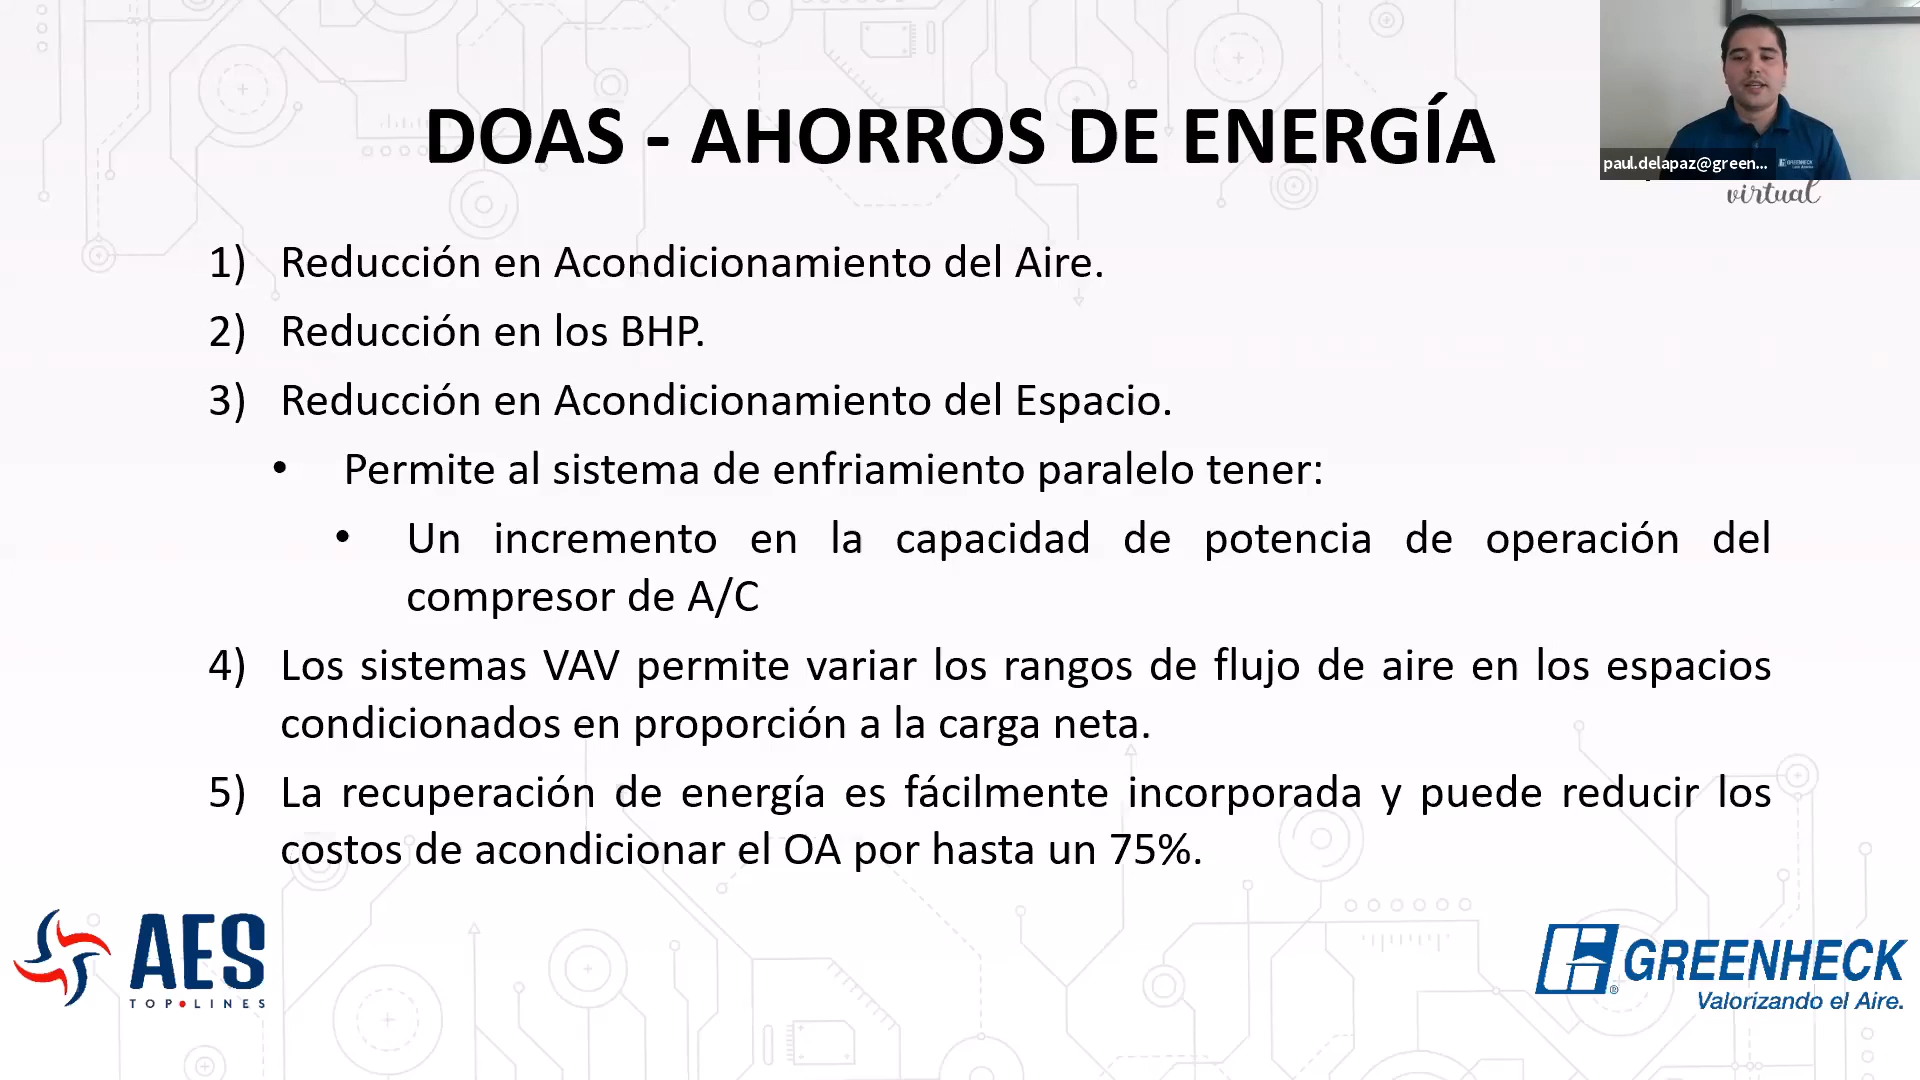 DOAS - AHORROS DE ENERGÍA
paul.delapaz@green...
virtual
1) Reducción en Acondicionamiento del Aire.
2) Reducción en los BHP.
3) Reducción en Acondicionamiento del Espacio.
• Permite al sistema de enfriamiento paralelo tener:
• Un incremento en la capacidad de potencia de operación del
compresor de A/C
4) Los sistemas VAV permite variar los rangos de flujo de aire en los espacios
condicionados en proporción a la carga neta.
5) La recuperación de energía es fácilmente incorporada y puede reducir los
costos de acondicionar el OA por hasta un 75%.
AES
TOP•LINES
GREENHECK
®
Valorizando el Aire.